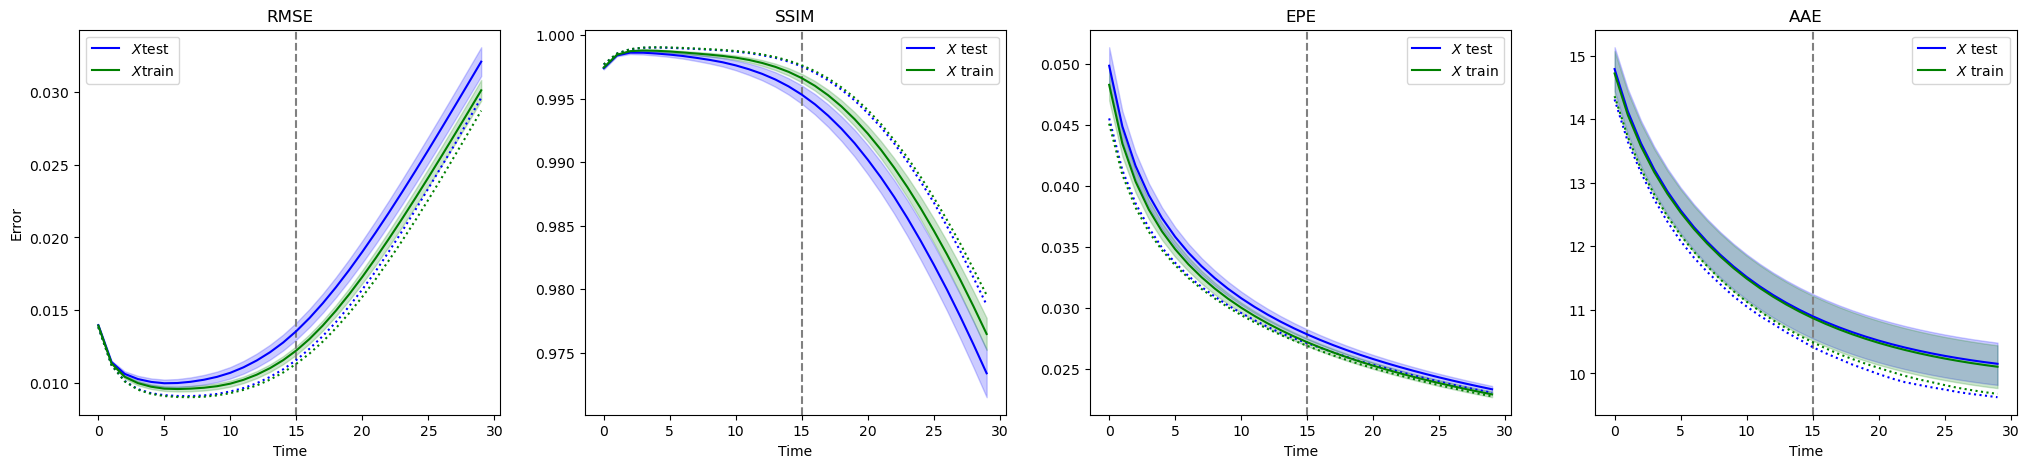 RMSE
Error
0.030
0.025
0.020
0.015
0.010
Xtest
Xtrain
0 5 10 15 20 25 30
Time
SSIM
1.000
0.995
0.990
0.985
0.980
0.975
X test
X train
0 5 10 15 20 25 30
Time
EPE
0.050
0.045
0.040
0.035
0.030
0.025
X test
X train
0 5 10 15 20 25 30
Time
AAE
15
14
13
12
11
10
X test
X train
0 5 10 15 20 25 30
Time